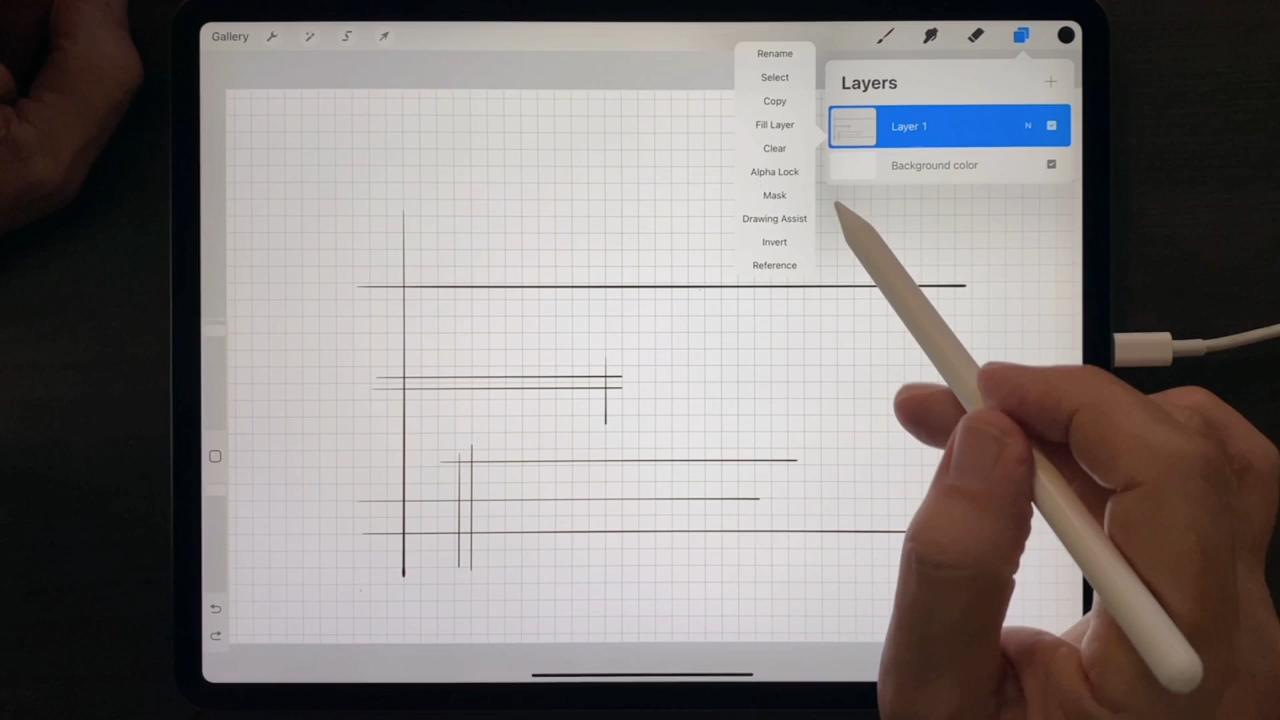 Gallery
Rename
Select
Copy
Fill Layer
Clear
Alpha Lock
Mask
Drawing Assist
Invert
Reference
Layers
Layer 1 N
Background color